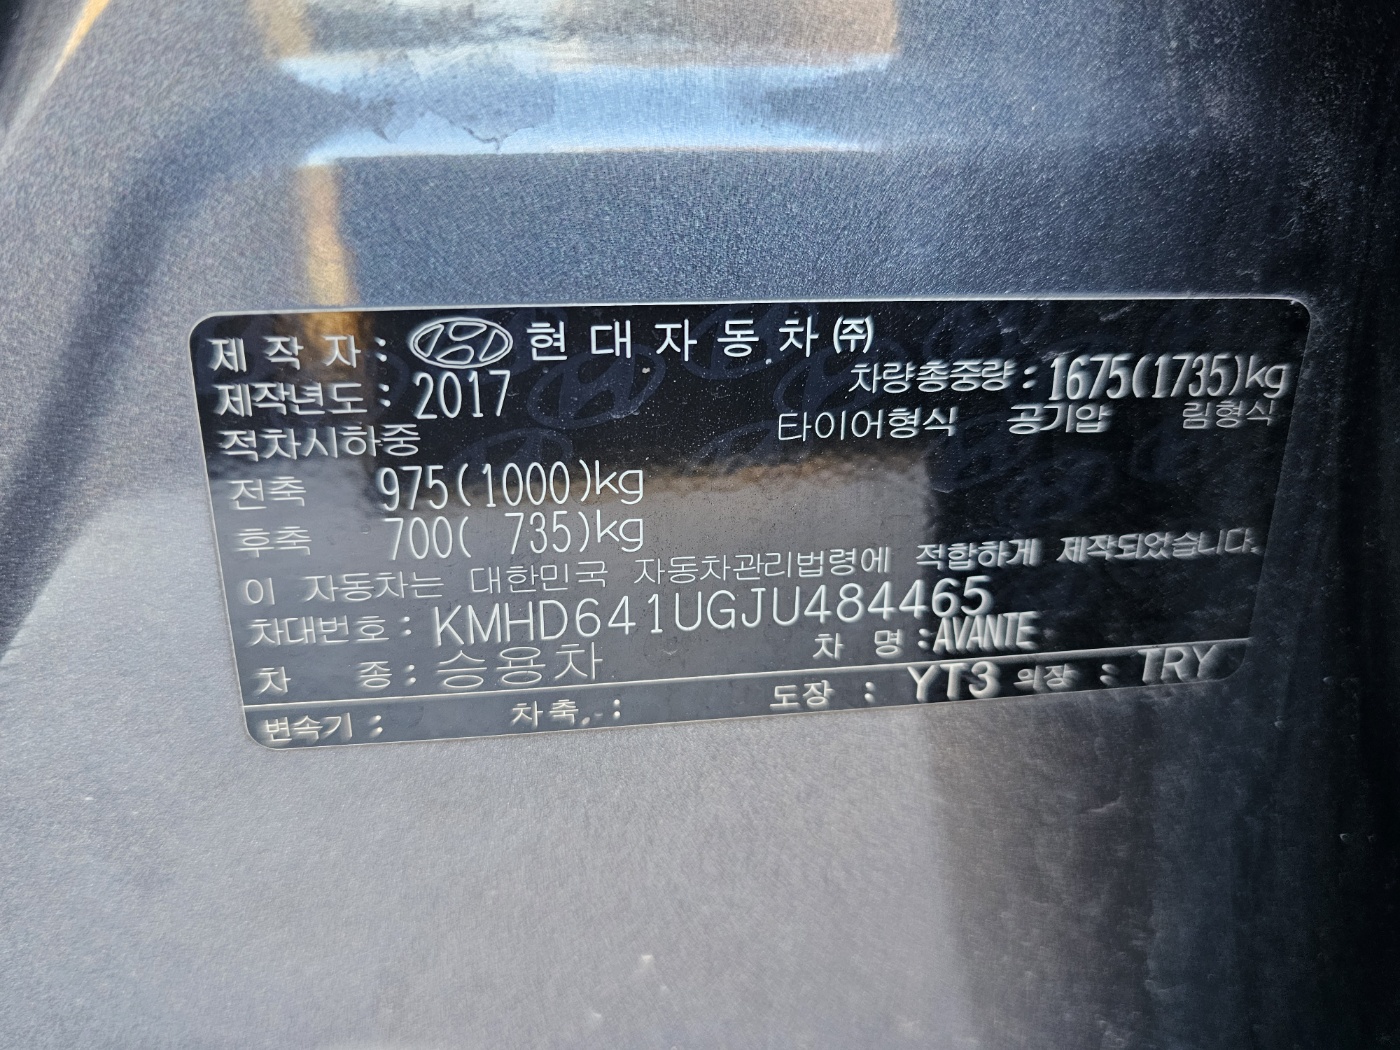 제 작 자 : 현 대 자 동 차 ㈜
제작년도 : 2017
차량총중량 : 1675(1735)kg
적차시하중
타이어형식 공기압 림형식
전축 975(1000)kg
후축 700( 735)kg
이 자동차는 대한민국 자동차관리법령에 적합하게 제작되었습니다.
차대번호 : KMHD641UGJU484465
차 종 : 승용차 차 명 : AVANTE
변속기 : 차축 : 도장 : YT3 의장 : TRY